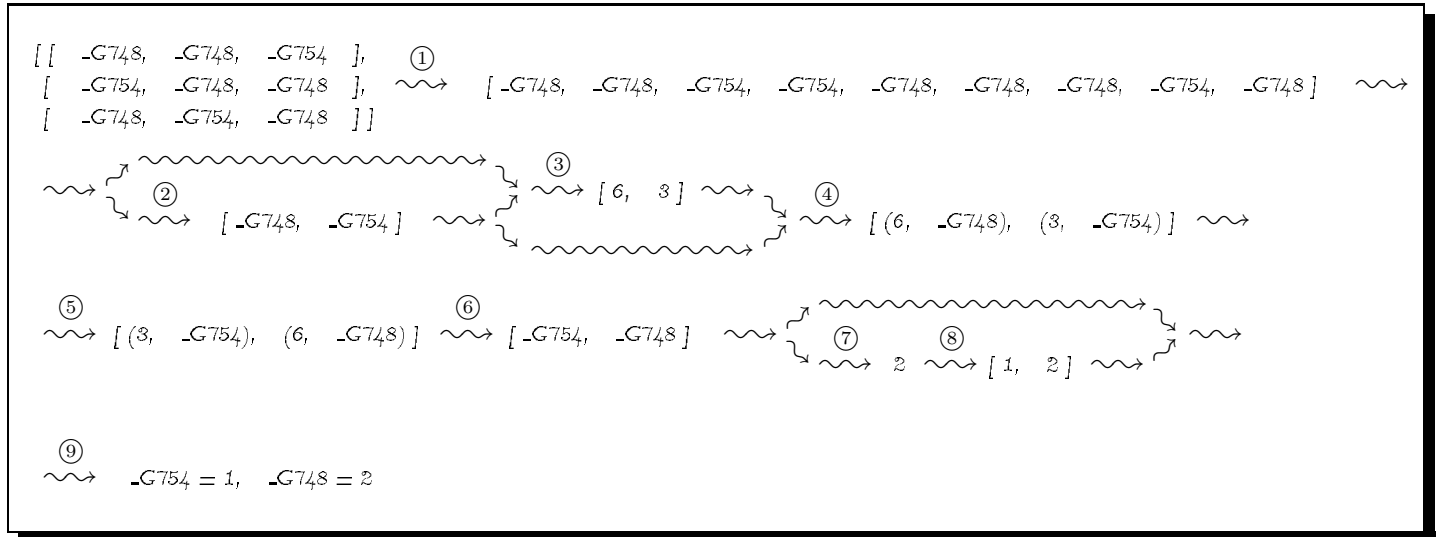 [ [ _G748, _G748, _G754 ],
[ _G754, _G748, _G748 ], ① [ _G748, _G748, _G754, _G754, _G748, _G748, _G748, _G754, _G748 ]
[ _G748, _G754, _G748 ] ]
③ [ 6, 3 ]
② [ _G748, _G754 ] ④ [ (6, _G748), (3, _G754) ]
⑤ [ (3, _G754), (6, _G748) ] ⑥ [ _G754, _G748 ]
⑦ 2 ⑧ [ 1, 2 ]
⑨ _G754 = 1, _G748 = 2